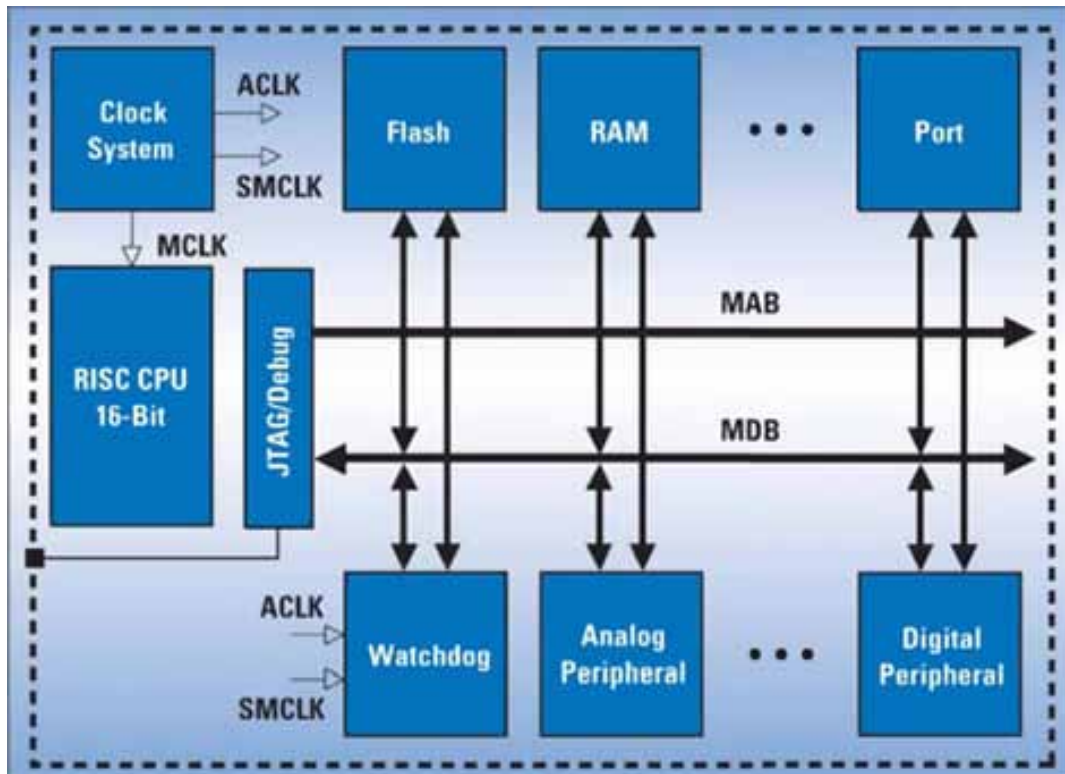 Clock
System
ACLK
SMCLK
Flash
RAM
Port
MCLK
RISC CPU
16-Bit
JTAG/Debug
MAB
MDB
ACLK
SMCLK
Watchdog
Analog
Peripheral
Digital
Peripheral